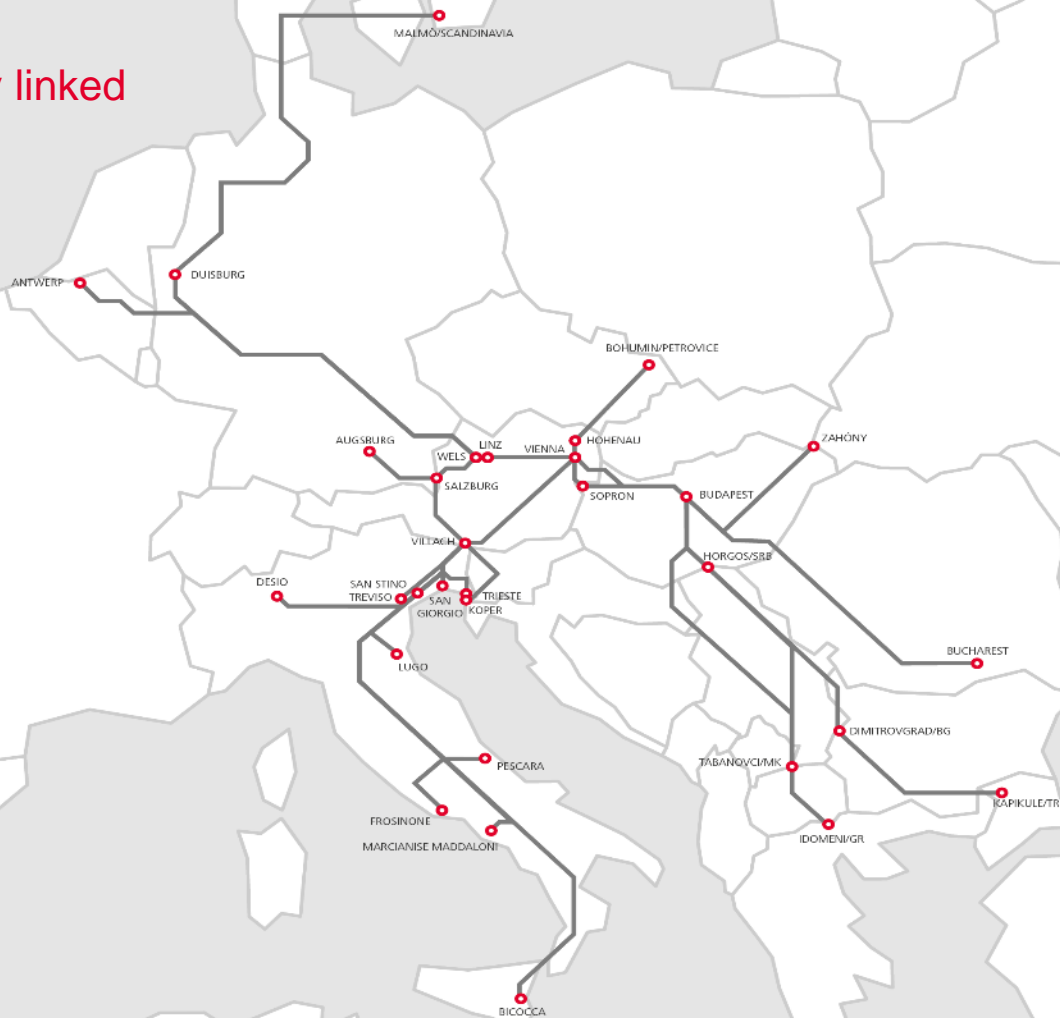 MALMÖ/SCANDINAVIA
linked
ANTWERP
DUISBURG
BOHUMIN/PETROVICE
AUGSBURG
LINZ
WELS
VIENNA
HOHENAU
ZAHÓNY
SALZBURG
SOPRON
BUDAPEST
VILLACH
HORGOS/SRB
DESIO
SAN STINO
TREVISO
SAN
GIORGIO
TRIESTE
KOPER
LUGO
BUCHAREST
DIMITROVGRAD/BG
PESCARA
TABANOVCI/MK
KAPIKULE/TR
FROSINONE
IDOMENI/GR
MARCIANISE MADDALONI
BICOCCA